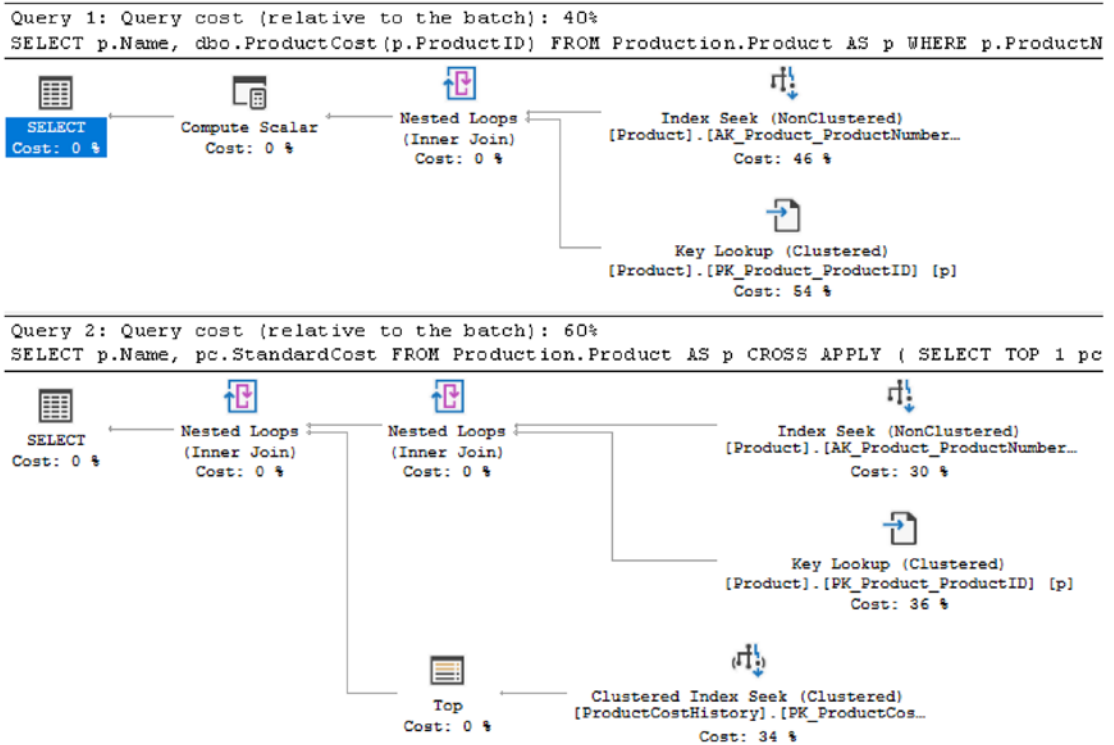 Query 1: Query cost (relative to the batch): 40%
SELECT p.Name, dbo.ProductCost(p.ProductID) FROM Production.Product AS p WHERE p.ProductN
SELECT
Cost: 0 %
Compute Scalar
Cost: 0 %
Nested Loops
(Inner Join)
Cost: 0 %
Index Seek (NonClustered)
[Product].[AK_Product_ProductNumber…
Cost: 46 %
Key Lookup (Clustered)
[Product].[PK_Product_ProductID] [p]
Cost: 54 %
Query 2: Query cost (relative to the batch): 60%
SELECT p.Name, pc.StandardCost FROM Production.Product AS p CROSS APPLY ( SELECT TOP 1 pc
SELECT
Cost: 0 %
Nested Loops
(Inner Join)
Cost: 0 %
Nested Loops
(Inner Join)
Cost: 0 %
Index Seek (NonClustered)
[Product].[AK_Product_ProductNumber…
Cost: 30 %
Key Lookup (Clustered)
[Product].[PK_Product_ProductID] [p]
Cost: 36 %
Top
Cost: 0 %
Clustered Index Seek (Clustered)
[ProductCostHistory].[PK_ProductCos…
Cost: 34 %